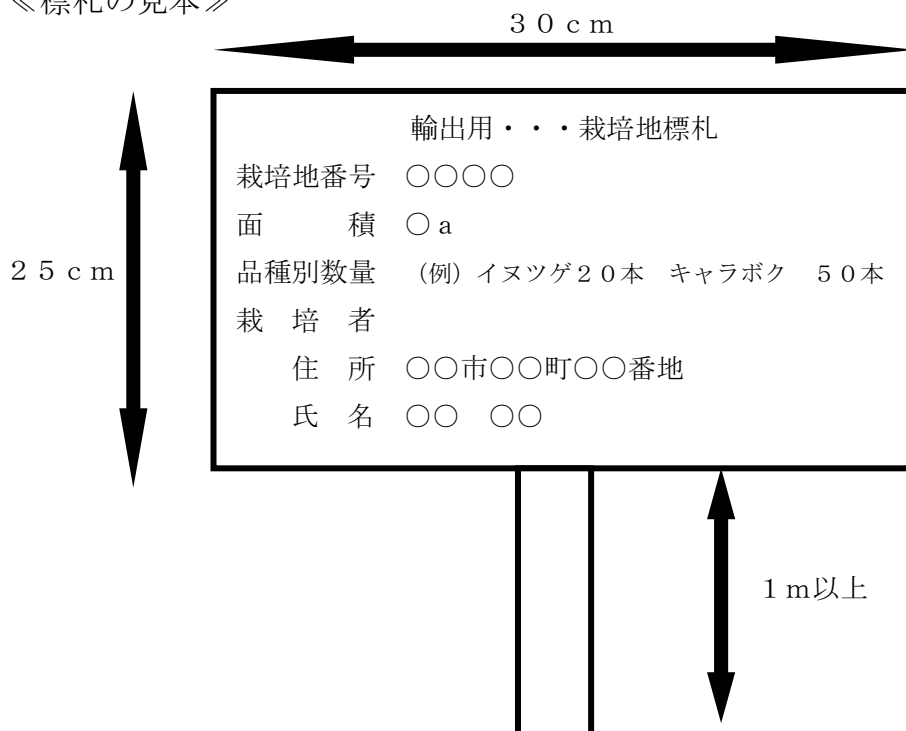 ≪標札の見本≫
３０ｃｍ
輸出用・・・栽培地標札
栽培地番号　○○○○
面　　　積　○ａ
２５ｃｍ
品種別数量　（例）イヌツゲ２０本　キャラボク　５０本
栽　培　者
住　所　○○市○○町○○番地
氏　名　○○　○○
１ｍ以上